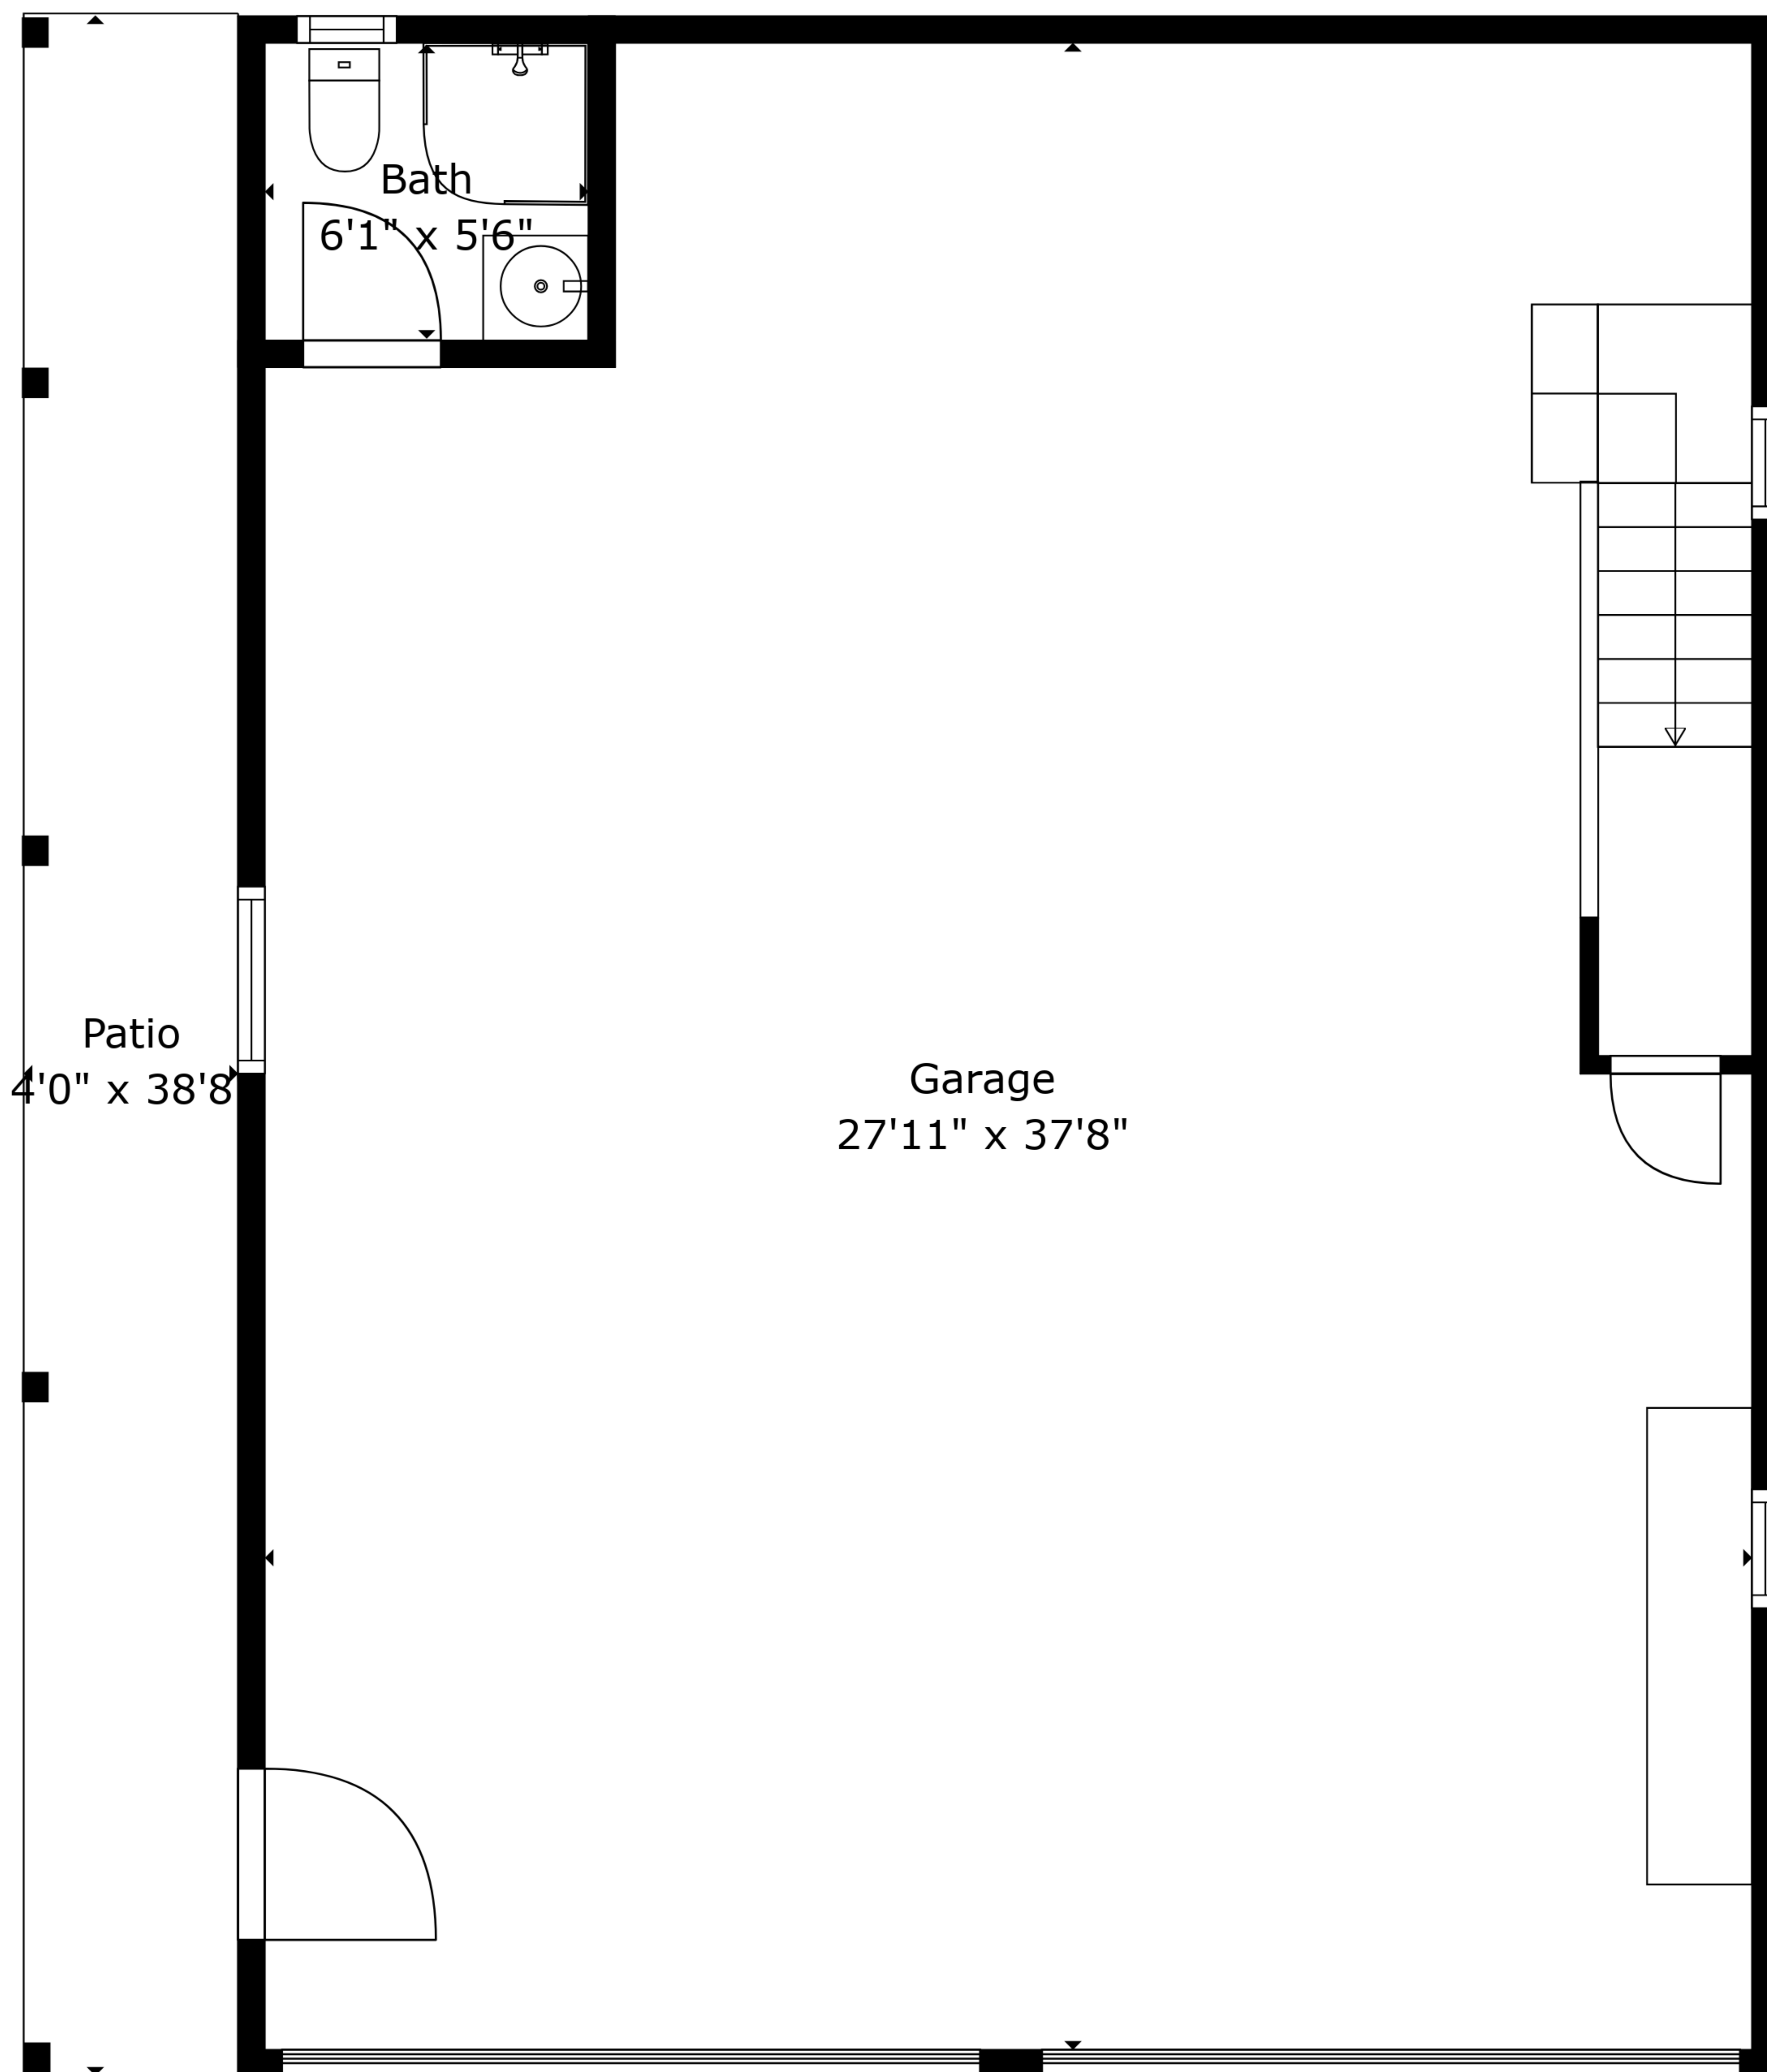 Bath
6'1" x 5'6"
Patio
4'0" x 38'8
Garage
27'11" x 37'8"